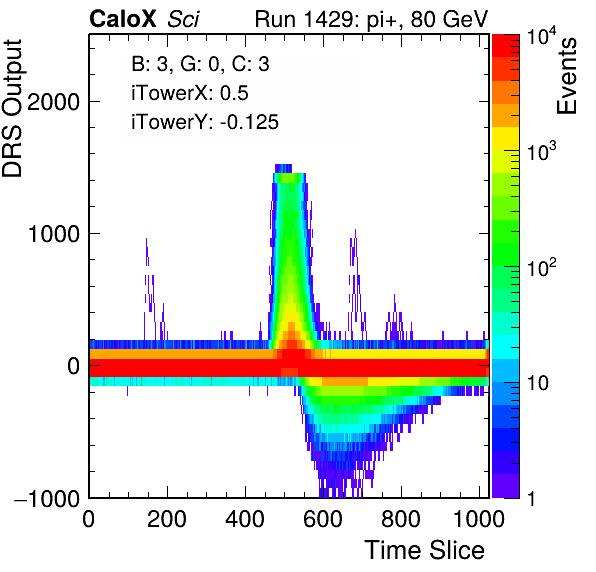 CaloX Sci Run 1429: pi+, 80 GeV
B: 3, G: 0, C: 3
iTowerX: 0.5
iTowerY: -0.125
DRS Output
2000
1000
0
−1000
0 200 400 600 800 1000
Time Slice
Events
10^4
10^3
10^2
10
1